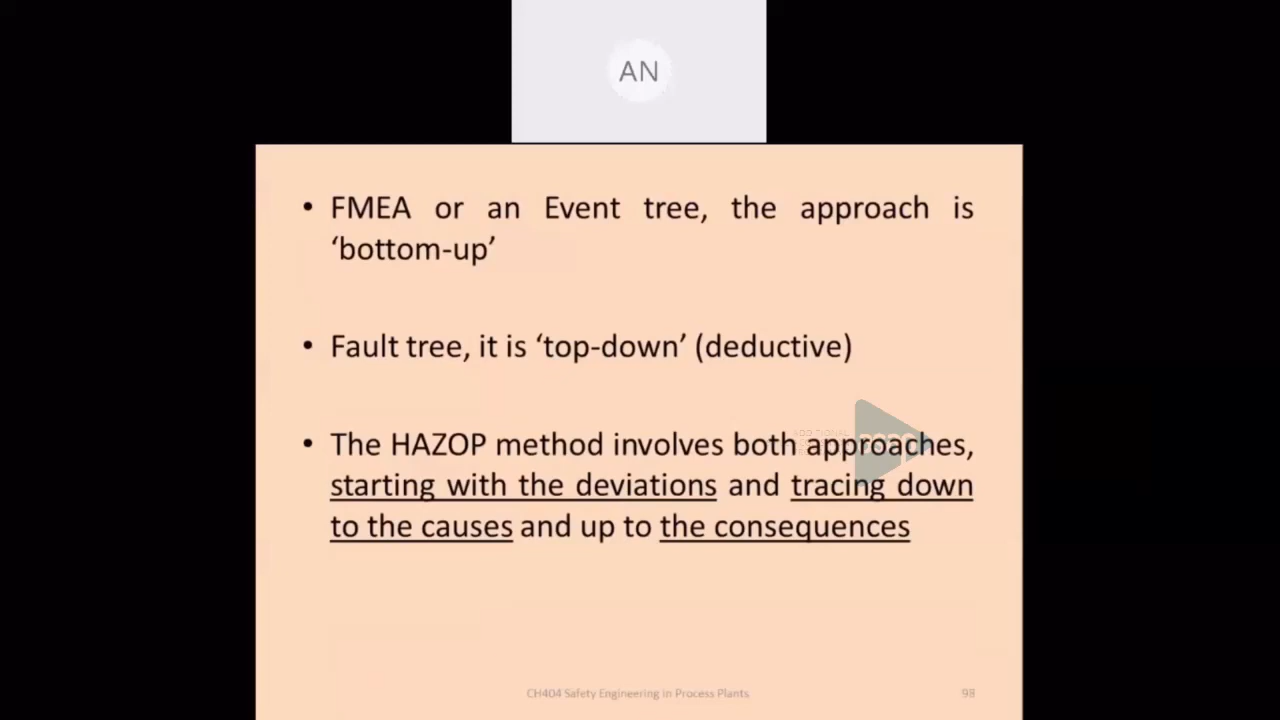 AN
• FMEA or an Event tree, the approach is
‘bottom-up’
• Fault tree, it is ‘top-down’ (deductive)
• The HAZOP method involves both approaches,
starting with the deviations and tracing down
to the causes and up to the consequences
CH404 Safety Engineering in Process Plants
98